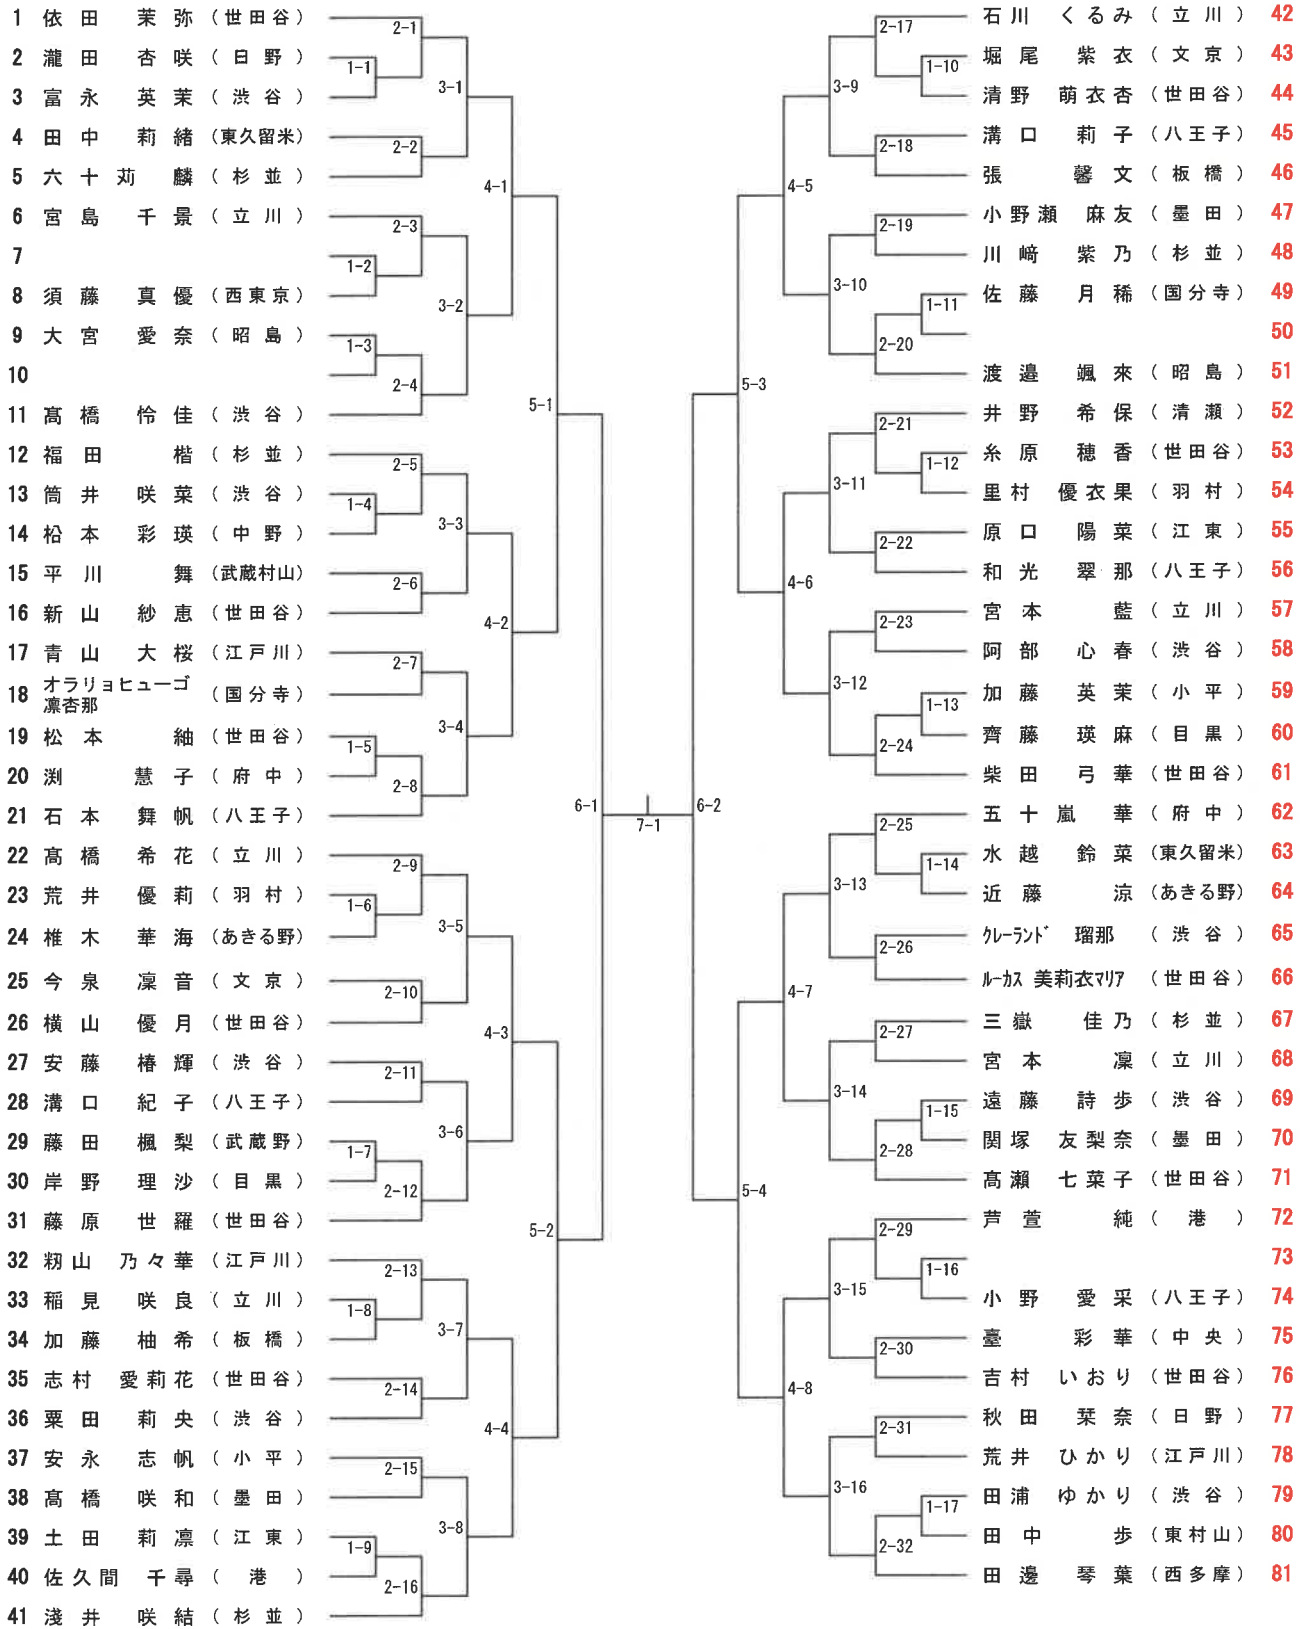 1 依田 茉弥 (世田谷)
2 瀧田 杏咲 (日野)
3 富永 英茉 (渋谷)
4 田中 莉緒 (東久留米)
5 六十苅 麟 (杉並)
6 宮島 千景 (立川)
7
8 須藤 真優 (西東京)
9 大宮 愛奈 (昭島)
10
11 髙橋 怜佳 (渋谷)
12 福田 楷 (杉並)
13 筒井 咲菜 (渋谷)
14 松本 彩瑛 (中野)
15 平川 舞 (武蔵村山)
16 新山 紗恵 (世田谷)
17 青山 大桜 (江戸川)
18 オラリョヒューゴ 凛杏那 (国分寺)
19 松本 紬 (世田谷)
20 渕 慧子 (府中)
21 石本 舞帆 (八王子)
22 髙橋 希花 (立川)
23 荒井 優莉 (羽村)
24 椎木 華海 (あきる野)
25 今泉 凜音 (文京)
26 横山 優月 (世田谷)
27 安藤 椿輝 (渋谷)
28 溝口 紀子 (八王子)
29 藤田 楓梨 (武蔵野)
30 岸野 理沙 (目黒)
31 藤原 世羅 (世田谷)
32 籾山 乃々華 (江戸川)
33 稲見 咲良 (立川)
34 加藤 柚希 (板橋)
35 志村 愛莉花 (世田谷)
36 粟田 莉央 (渋谷)
37 安永 志帆 (小平)
38 髙橋 咲和 (墨田)
39 土田 莉凛 (江東)
40 佐久間 千尋 (港)
41 淺井 咲結 (杉並)
1-1
1-2
1-3
1-4
1-5
1-6
1-7
1-8
1-9
2-1
2-2
2-3
2-4
2-5
2-6
2-7
2-8
2-9
2-10
2-11
2-12
2-13
2-14
2-15
2-16
3-1
3-2
3-3
3-4
3-5
3-6
3-7
3-8
4-1
4-2
4-3
4-4
5-1
5-2
6-1
7-1
6-2
5-3
5-4
4-5
4-6
4-7
4-8
3-9
3-10
3-11
3-12
3-13
3-14
3-15
3-16
2-17
2-18
2-19
2-20
2-21
2-22
2-23
2-24
2-25
2-26
2-27
2-28
2-29
2-30
2-31
2-32
1-10
1-11
1-12
1-13
1-14
1-15
1-16
1-17
石川 くるみ (立川) 42
堀尾 紫衣 (文京) 43
清野 萌衣杏 (世田谷) 44
溝口 莉子 (八王子) 45
張 馨文 (板橋) 46
小野瀬 麻友 (墨田) 47
川﨑 紫乃 (杉並) 48
佐藤 月稀 (国分寺) 49
50
渡邉 颯來 (昭島) 51
井野 希保 (清瀬) 52
糸原 穂香 (世田谷) 53
里村 優衣果 (羽村) 54
原口 陽菜 (江東) 55
和光 翠那 (八王子) 56
宮本 藍 (立川) 57
阿部 心春 (渋谷) 58
加藤 英茉 (小平) 59
齊藤 瑛麻 (目黒) 60
柴田 弓華 (世田谷) 61
五十嵐 華 (府中) 62
水越 鈴菜 (東久留米) 63
近藤 涼 (あきる野) 64
クレーランド 瑠那 (渋谷) 65
ルーカス 美莉衣マリア (世田谷) 66
三嶽 佳乃 (杉並) 67
宮本 凜 (立川) 68
遠藤 詩歩 (渋谷) 69
関塚 友梨奈 (墨田) 70
髙瀬 七菜子 (世田谷) 71
芦萱 純 (港) 72
73
小野 愛采 (八王子) 74
臺 彩華 (中央) 75
吉村 いおり (世田谷) 76
秋田 栞奈 (日野) 77
荒井 ひかり (江戸川) 78
田浦 ゆかり (渋谷) 79
田中 歩 (東村山) 80
田邊 琴葉 (西多摩) 81